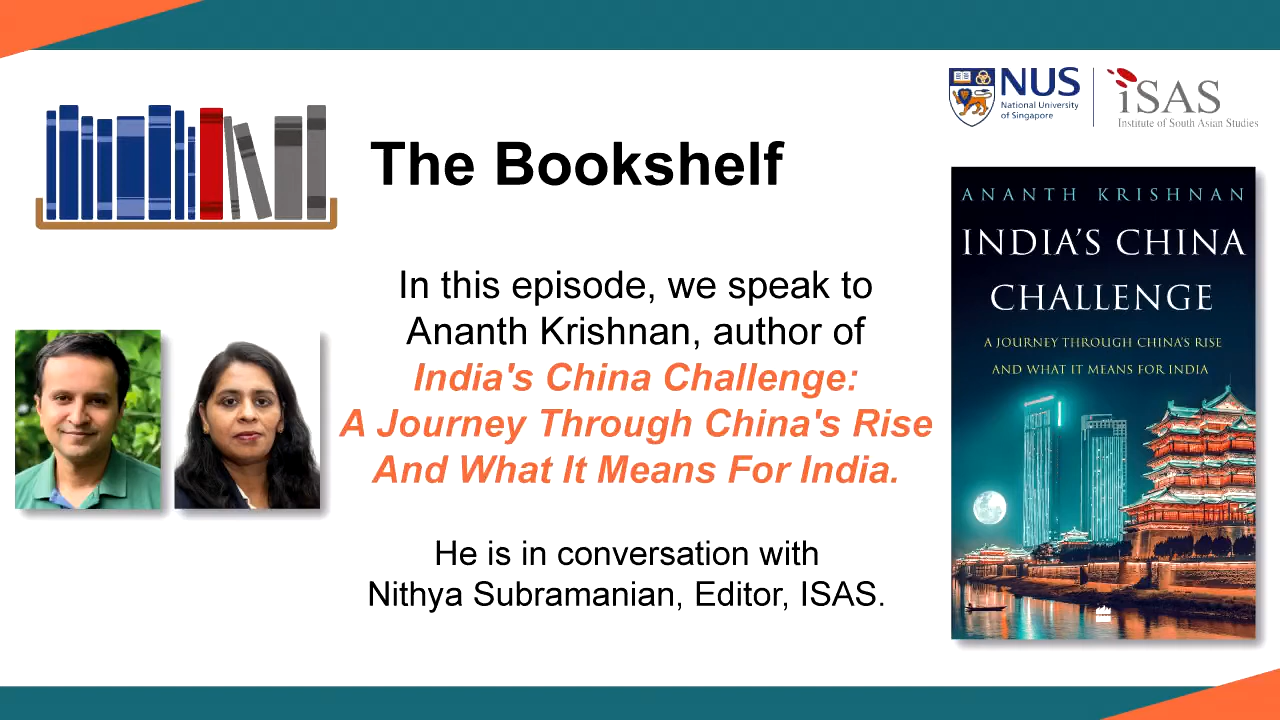 NUS
National University
of Singapore
iSAS
Institute of South Asian Studies
The Bookshelf
In this episode, we speak to
Ananth Krishnan, author of
India's China Challenge:
A Journey Through China's Rise
And What It Means For India.
He is in conversation with
Nithya Subramanian, Editor, ISAS.
ANANTH KRISHNAN
INDIA'S CHINA
CHALLENGE
A JOURNEY THROUGH CHINA'S RISE
AND WHAT IT MEANS FOR INDIA